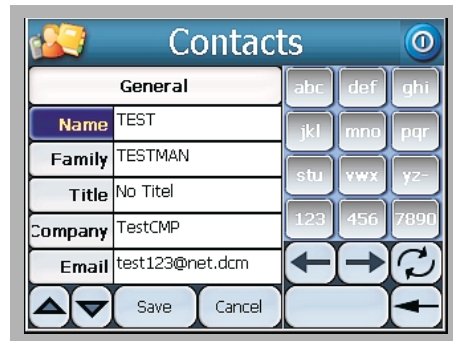 Contacts
General
Name TEST
Family TESTMAN
Title No Titel
Company TestCMP
Email test123@net.dcm
Save Cancel
abc def ghi
jkl mno pqr
stu vwx yz-
123 456 7890